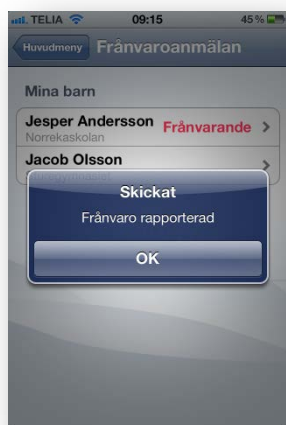 TELIA 09:15 45 %
Huvudmeny Frånvaroanmälan
Mina barn
Jesper Andersson Frånvarande
Norrekaskolan
Jacob Olsson
Skickat
Frånvaro rapporterad
OK